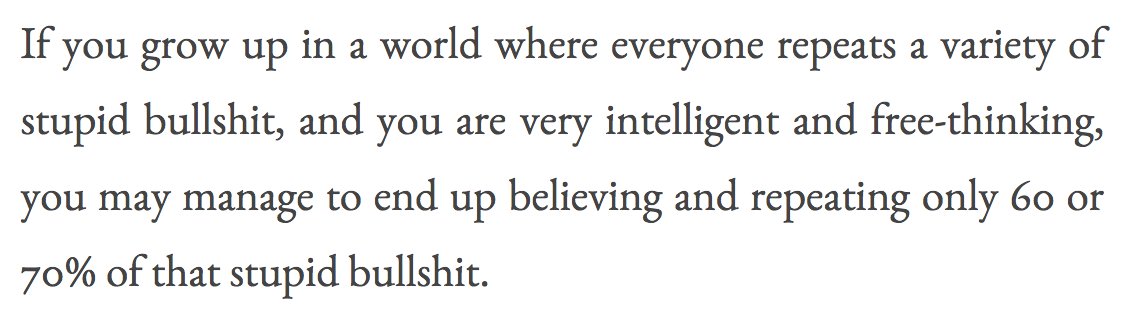 If you grow up in a world where everyone repeats a variety of
stupid bullshit, and you are very intelligent and free-thinking,
you may manage to end up believing and repeating only 60 or
70% of that stupid bullshit.